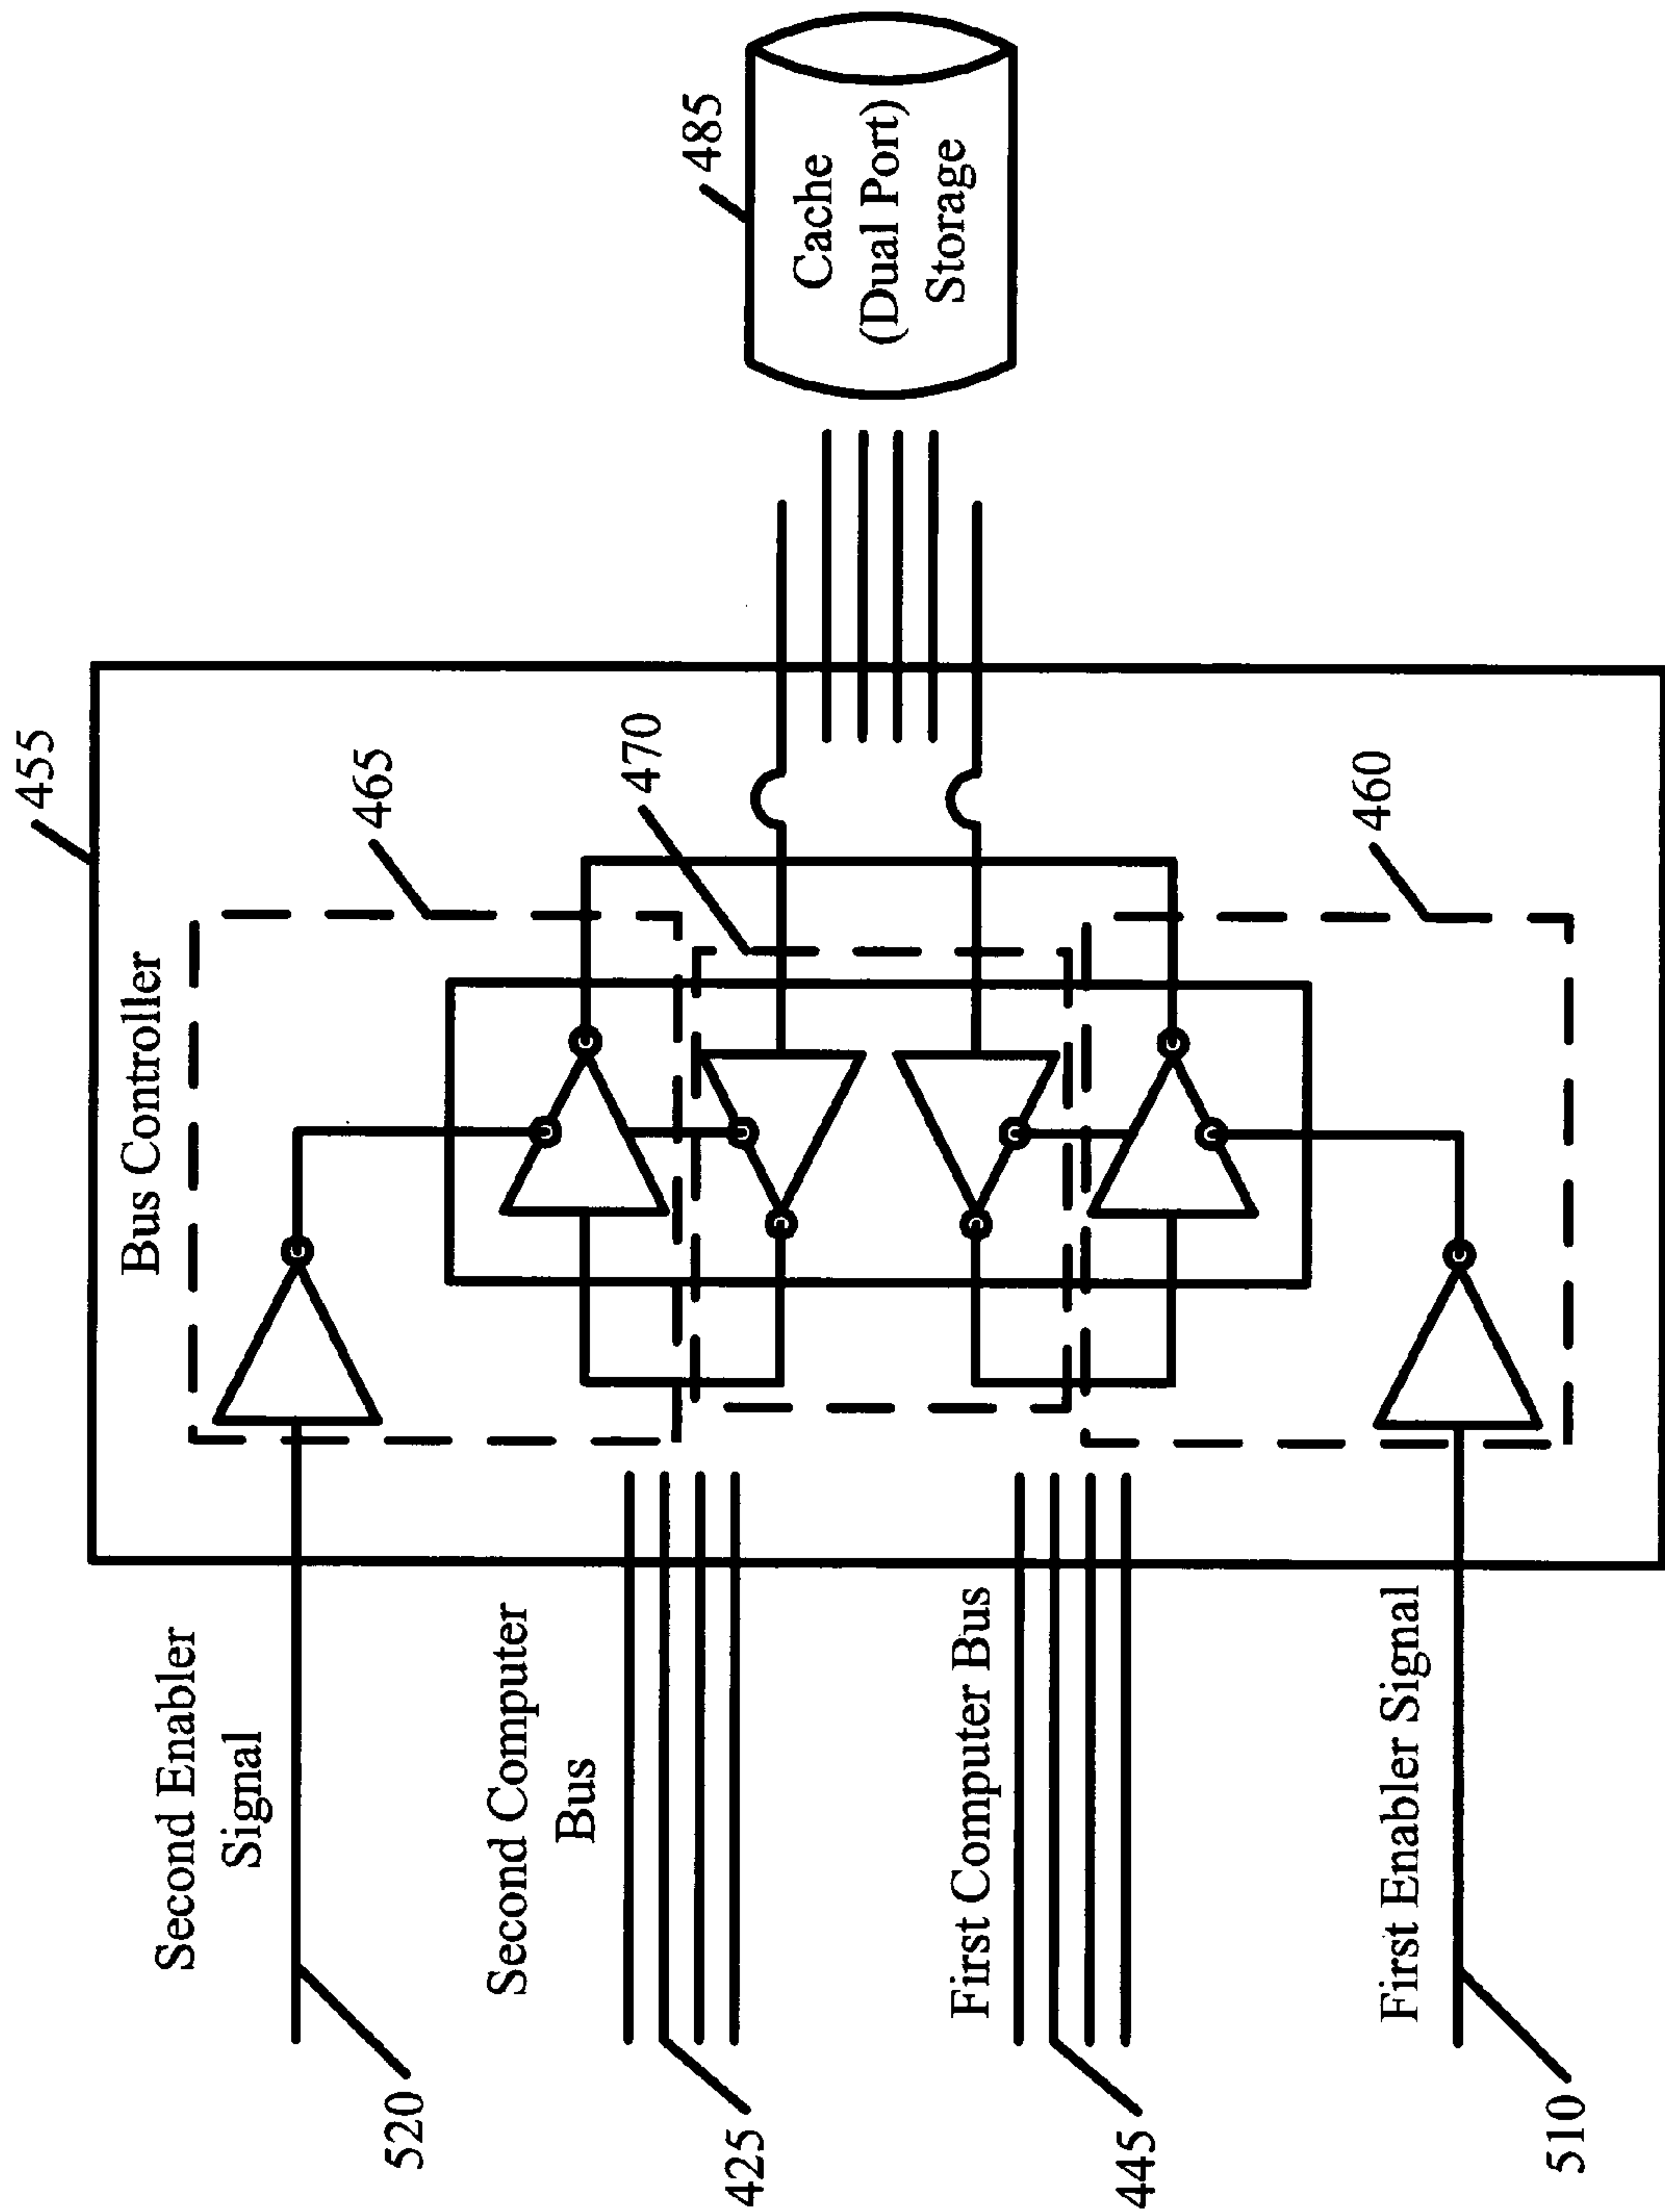 455
Bus Controller
465
470
460
485
Cache
(Dual Port)
Storage
Second Enabler
Signal
520
Second Computer
Bus
425
First Computer Bus
445
First Enabler Signal
510